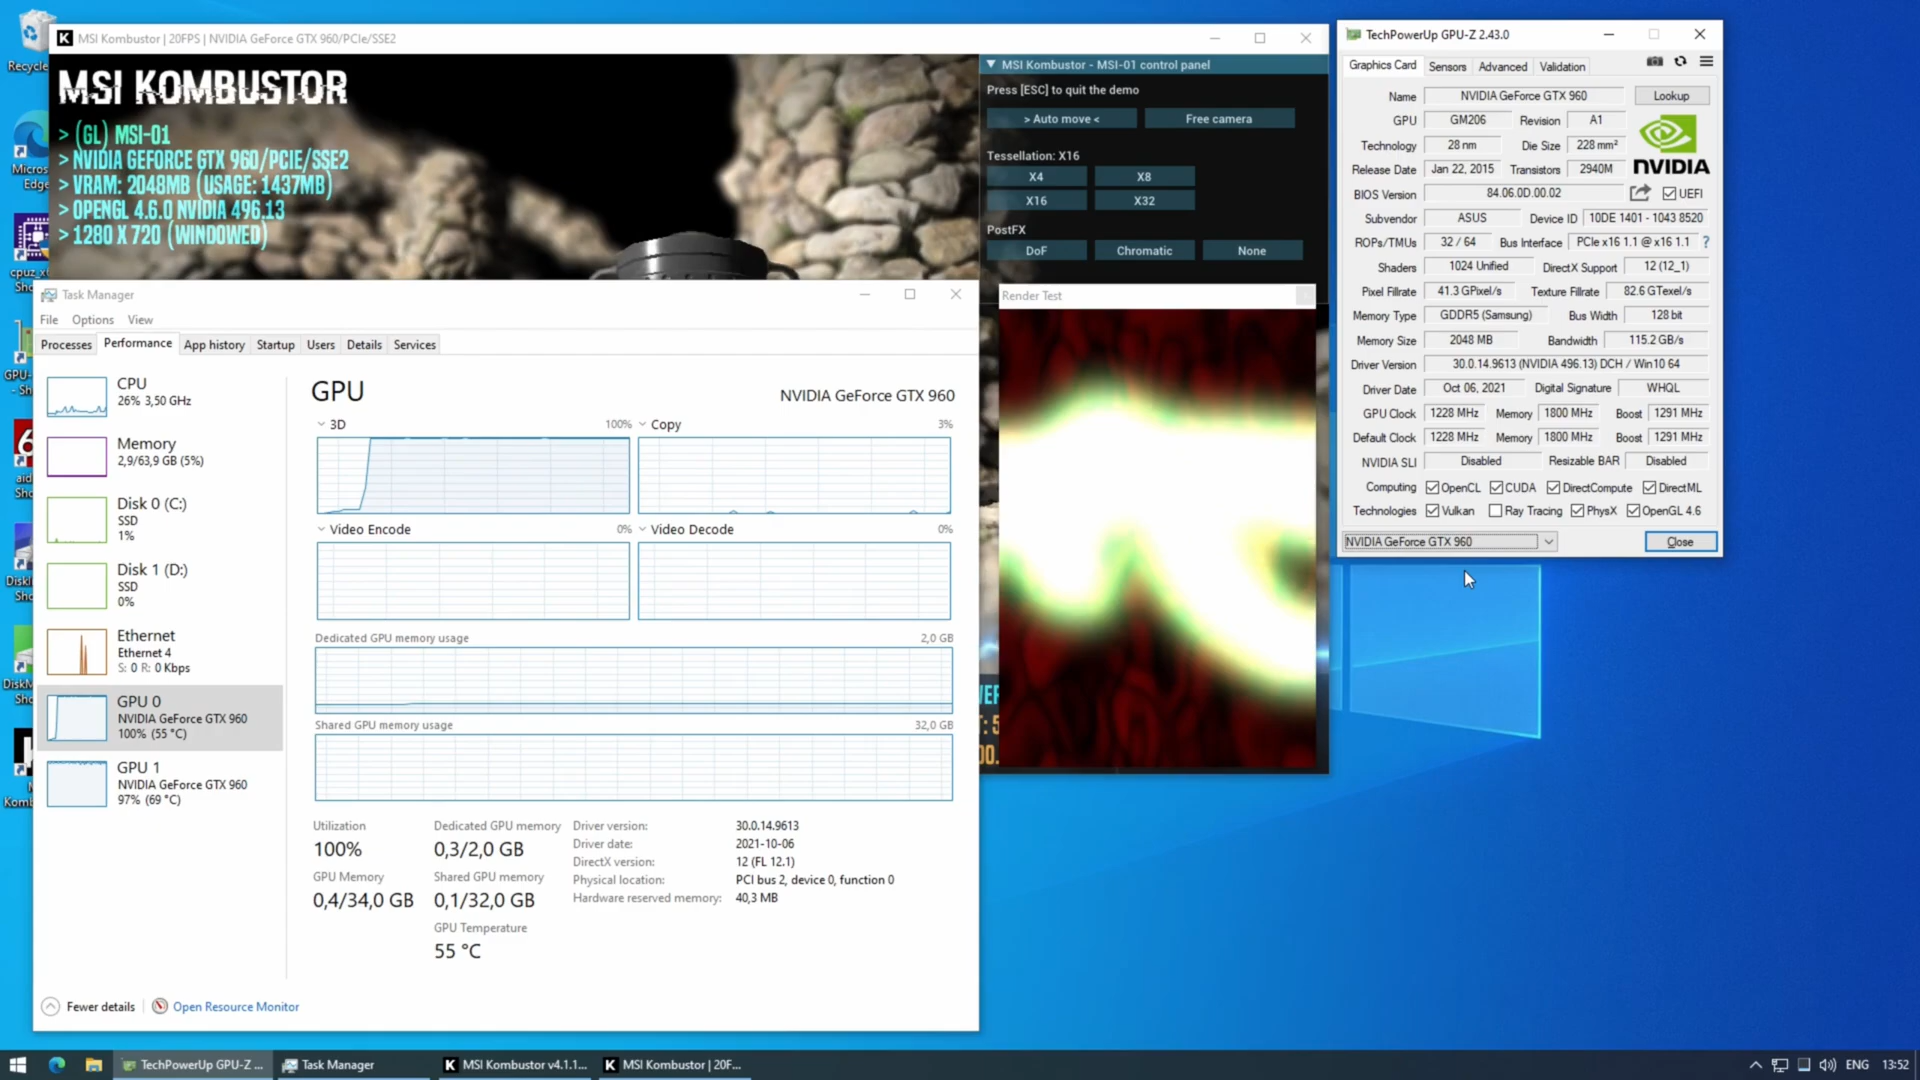 MSI Kombustor | 20FPS | NVIDIA GeForce GTX 960/PCIe/SSE2
MSI KOMBUSTOR
> (GL) MSI-01
> NVIDIA GEFORCE GTX 960/PCIE/SSE2
> VRAM: 2048MB (USAGE: 1437MB)
> OPENGL 4.6.0 NVIDIA 496.13
> 1280 X 720 (WINDOWED)
MSI Kombustor - MSI-01 control panel
Press [ESC] to quit the demo
> Auto move < Free camera
Tessellation: X16
X4 X8
X16 X32
PostFX
DoF Chromatic None
Render Test
TechPowerUp GPU-Z 2.43.0
Graphics Card Sensors Advanced Validation
Name NVIDIA GeForce GTX 960 Lookup
GPU GM206 Revision A1
Technology 28 nm Die Size 228 mm²
Release Date Jan 22, 2015 Transistors 2940M
NVIDIA
BIOS Version 84.06.0D.00.02 UEFI
Subvendor ASUS Device ID 10DE 1401 - 1043 8520
ROPs/TMUs 32 / 64 Bus Interface PCIe x16 1.1 @ x16 1.1 ?
Shaders 1024 Unified DirectX Support 12 (12_1)
Pixel Fillrate 41.3 GPixel/s Texture Fillrate 82.6 GTexel/s
Memory Type GDDR5 (Samsung) Bus Width 128 bit
Memory Size 2048 MB Bandwidth 115.2 GB/s
Driver Version 30.0.14.9613 (NVIDIA 496.13) DCH / Win10 64
Driver Date Oct 06, 2021 Digital Signature WHQL
GPU Clock 1228 MHz Memory 1800 MHz Boost 1291 MHz
Default Clock 1228 MHz Memory 1800 MHz Boost 1291 MHz
NVIDIA SLI Disabled Resizable BAR Disabled
Computing OpenCL CUDA DirectCompute DirectML
Technologies Vulkan Ray Tracing PhysX OpenGL 4.6
NVIDIA GeForce GTX 960 Close
Task Manager
File Options View
Processes Performance App history Startup Users Details Services
CPU
26% 3,50 GHz
Memory
2,9/63,9 GB (5%)
Disk 0 (C:)
SSD
1%
Disk 1 (D:)
SSD
0%
Ethernet
Ethernet 4
S: 0 R: 0 Kbps
GPU 0
NVIDIA GeForce GTX 960
100% (55 °C)
GPU 1
NVIDIA GeForce GTX 960
97% (69 °C)
GPU NVIDIA GeForce GTX 960
3D 100% Copy 3%
Video Encode 0% Video Decode 0%
Dedicated GPU memory usage 2,0 GB
Shared GPU memory usage 32,0 GB
Utilization
100%
Dedicated GPU memory
0,3/2,0 GB
GPU Memory
0,4/34,0 GB
Shared GPU memory
0,1/32,0 GB
GPU Temperature
55 °C
Driver version: 30.0.14.9613
Driver date: 2021-10-06
DirectX version: 12 (FL 12.1)
Physical location: PCI bus 2, device 0, function 0
Hardware reserved memory: 40,3 MB
Fewer details Open Resource Monitor
Edge
TechPowerUp GPU-Z ... Task Manager MSI Kombustor v4.1.1... MSI Kombustor | 20F... ENG 13:52